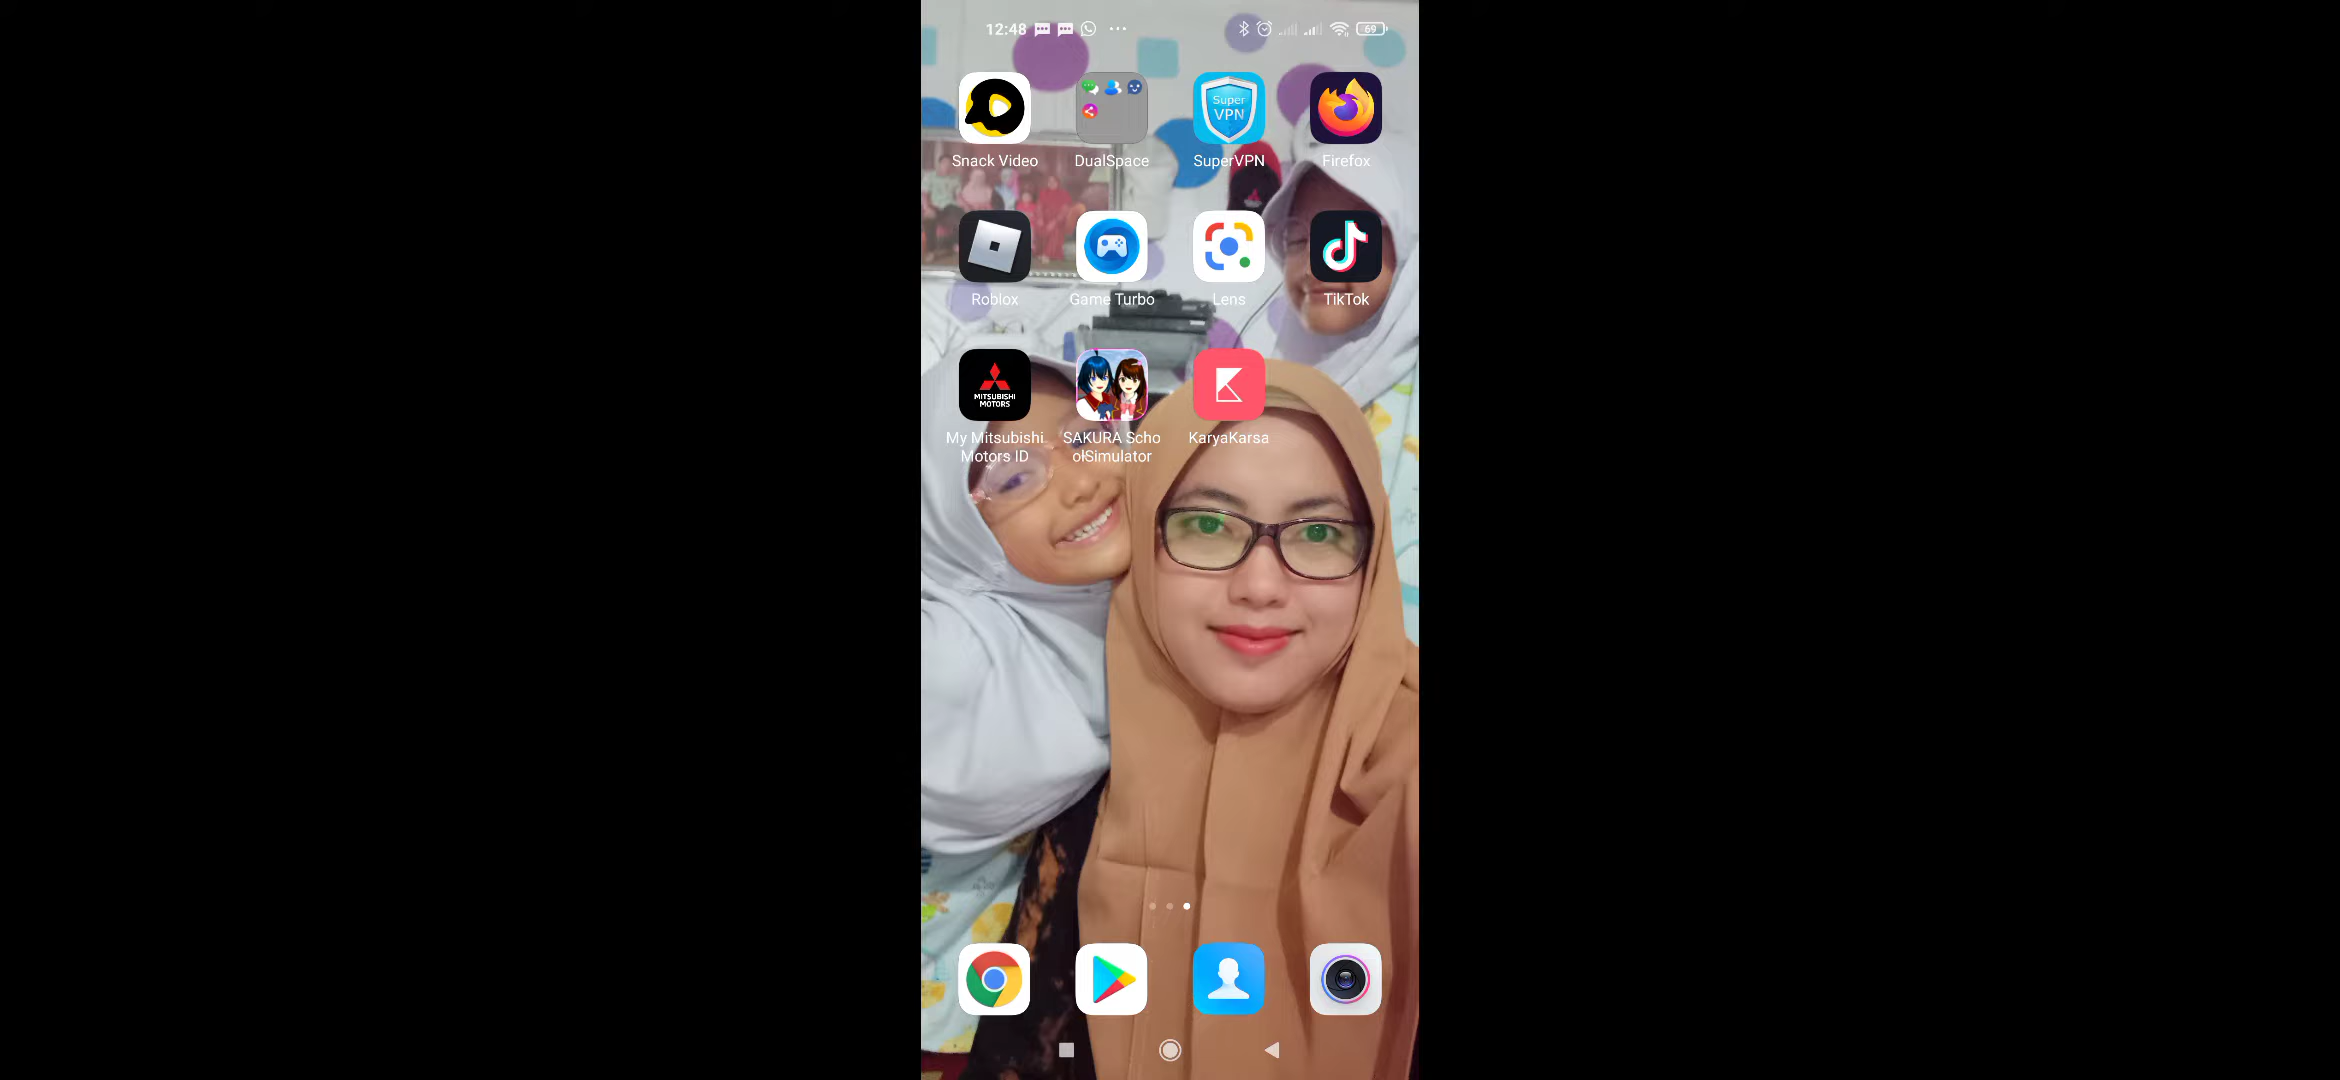 12:48
69
Super
VPN
Snack Video
DualSpace
SuperVPN
Firefox
Roblox
Game Turbo
Lens
TikTok
MITSUBISHI
MOTORS
My Mitsubishi
Motors ID
SAKURA Scho
olSimulator
KaryaKarsa